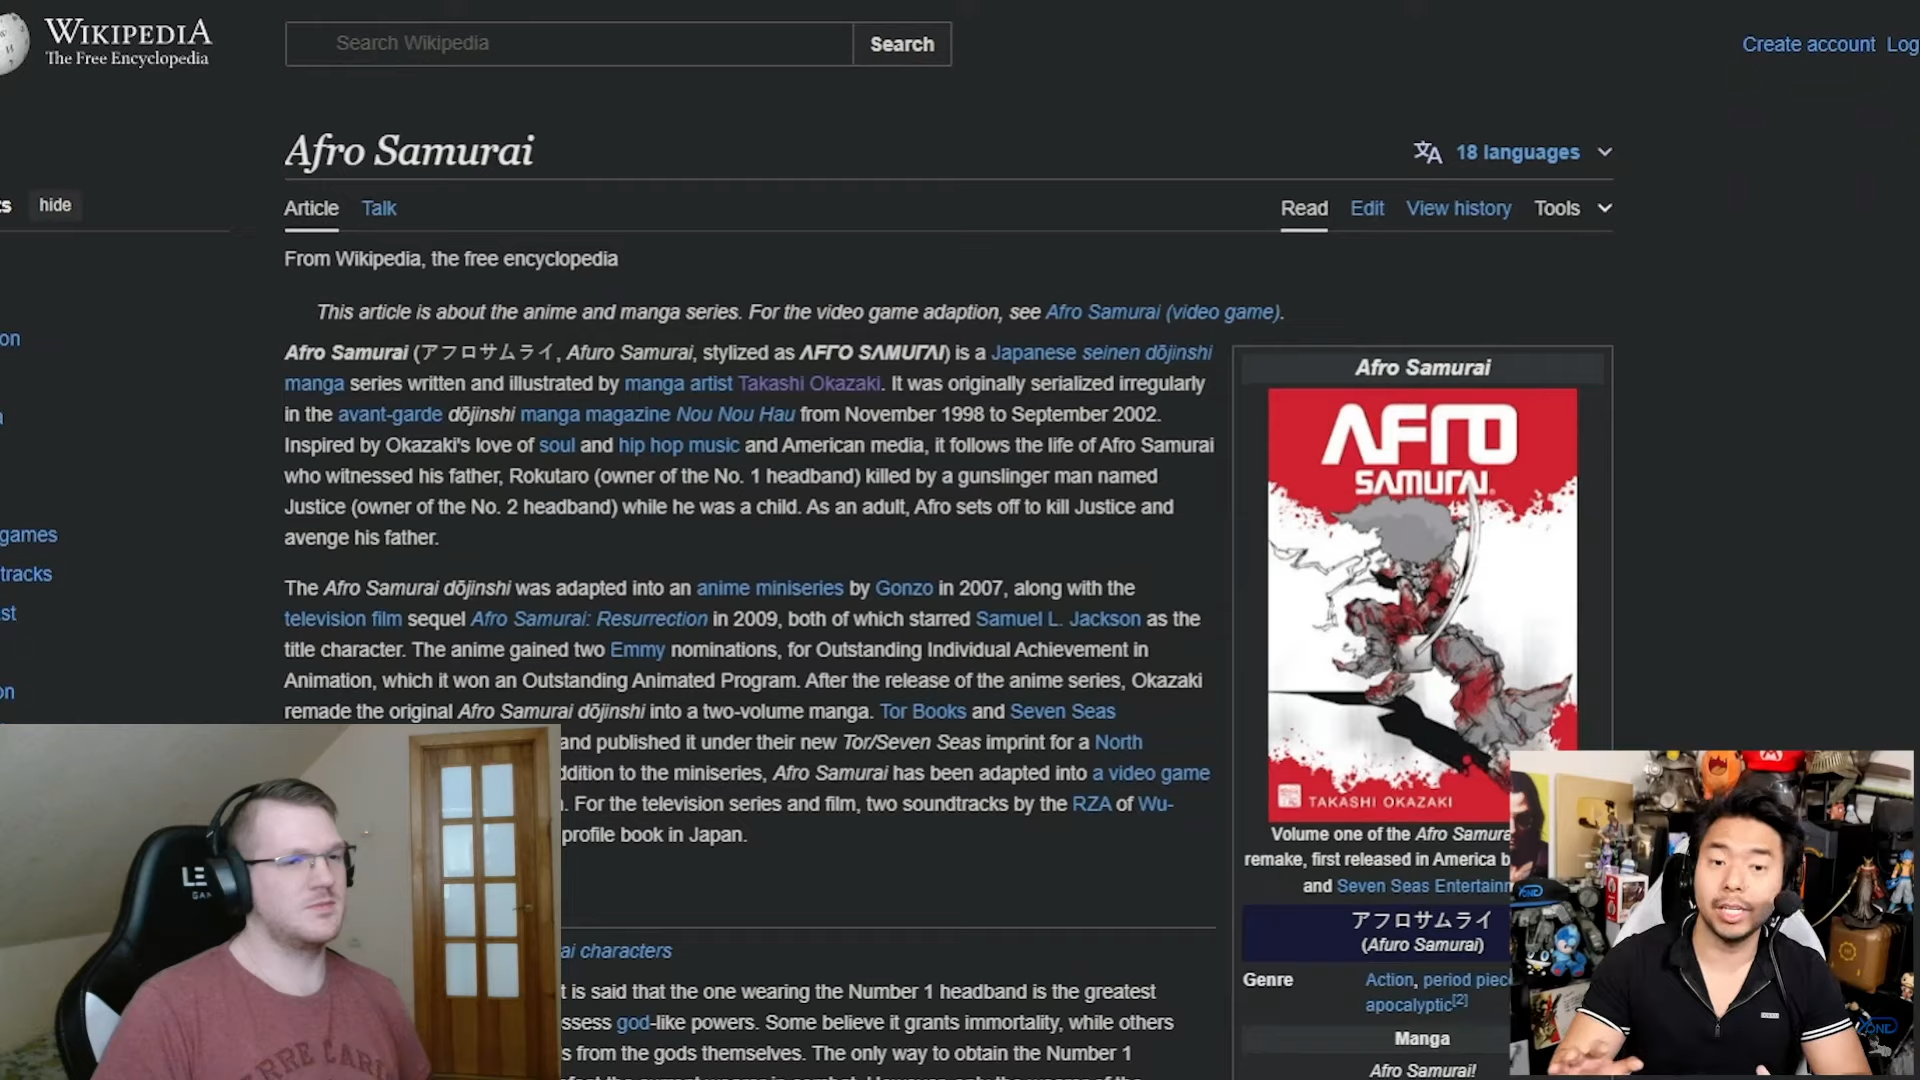 WIKIPEDIA
The Free Encyclopedia
Search Wikipedia
Search
Create account Log
Afro Samurai
18 languages
hide
Article Talk
Read Edit View history Tools
From Wikipedia, the free encyclopedia
This article is about the anime and manga series. For the video game adaption, see Afro Samurai (video game).
Afro Samurai (アフロサムライ, Afuro Samurai, stylized as ΛFΓO SΛMUΓΛI) is a Japanese seinen dōjinshi
manga series written and illustrated by manga artist Takashi Okazaki. It was originally serialized irregularly
in the avant-garde dōjinshi manga magazine Nou Nou Hau from November 1998 to September 2002.
Inspired by Okazaki's love of soul and hip hop music and American media, it follows the life of Afro Samurai
who witnessed his father, Rokutaro (owner of the No. 1 headband) killed by a gunslinger man named
Justice (owner of the No. 2 headband) while he was a child. As an adult, Afro sets off to kill Justice and
avenge his father.
The Afro Samurai dōjinshi was adapted into an anime miniseries by Gonzo in 2007, along with the
television film sequel Afro Samurai: Resurrection in 2009, both of which starred Samuel L. Jackson as the
title character. The anime gained two Emmy nominations, for Outstanding Individual Achievement in
Animation, which it won an Outstanding Animated Program. After the release of the anime series, Okazaki
remade the original Afro Samurai dōjinshi into a two-volume manga. Tor Books and Seven Seas
and published it under their new Tor/Seven Seas imprint for a North
ddition to the miniseries, Afro Samurai has been adapted into a video game
. For the television series and film, two soundtracks by the RZA of Wu-
profile book in Japan.
ai characters
t is said that the one wearing the Number 1 headband is the greatest
ssess god-like powers. Some believe it grants immortality, while others
s from the gods themselves. The only way to obtain the Number 1
on
games
tracks
st
on
Afro Samurai
ΛFΓO
SΛMUΓΛI
TAKASHI OKAZAKI
Volume one of the Afro Samura
remake, first released in America b
and Seven Seas Entertainm
アフロサムライ
(Afuro Samurai)
Genre Action, period piec
apocalyptic[2]
Manga
Afro Samurai!
LE
YONG